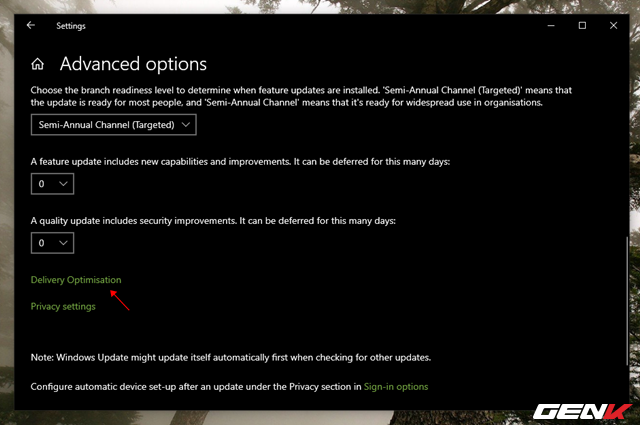 Settings
Advanced options
Choose the branch readiness level to determine when feature updates are installed. 'Semi-Annual Channel (Targeted)' means that
the update is ready for most people, and 'Semi-Annual Channel' means that it's ready for widespread use in organisations.
Semi-Annual Channel (Targeted)
A feature update includes new capabilities and improvements. It can be deferred for this many days:
0
A quality update includes security improvements. It can be deferred for this many days:
0
Delivery Optimisation
Privacy settings
Note: Windows Update might update itself automatically first when checking for other updates.
Configure automatic device set-up after an update under the Privacy section in Sign-in options
GENK